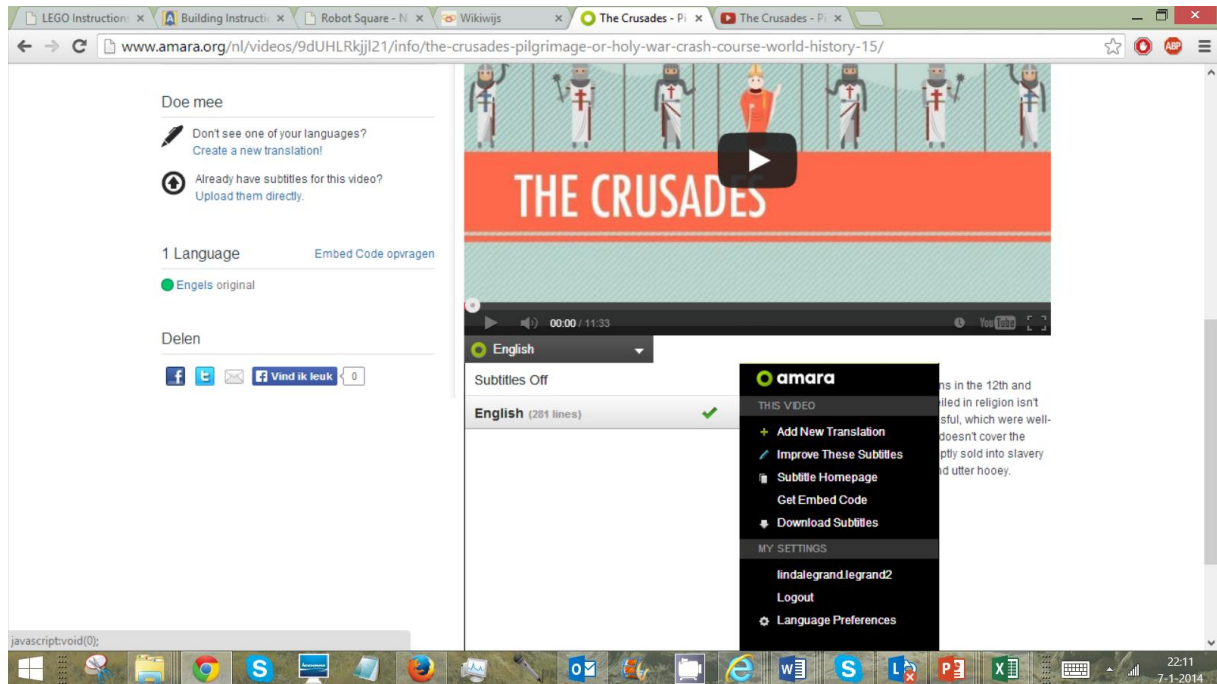 LEGO Instruction
Building Instructi
Robot Square - N
Wikiwijs
The Crusades - Pi
The Crusades - Pi
www.amara.org/nl/videos/9dUHLRkjjl21/info/the-crusades-pilgrimage-or-holy-war-crash-course-world-history-15/
ABP
Doe mee
Don't see one of your languages?
Create a new translation!
Already have subtitles for this video?
Upload them directly.
1 Language
Embed Code opvragen
Engels original
Delen
Vind ik leuk
0
THE CRUSADES
00:00 / 11:33
YouTube
English
Subtitles Off
English (281 lines)
amara
THIS VIDEO
Add New Translation
Improve These Subtitles
Subtitle Homepage
Get Embed Code
Download Subtitles
MY SETTINGS
lindalegrand.legrand2
Logout
Language Preferences
ns in the 12th and
iled in religion isn't
sful, which were well-
doesn't cover the
ptly sold into slavery
nd utter hooey.
javascript:void(0);
22:11
7-1-2014